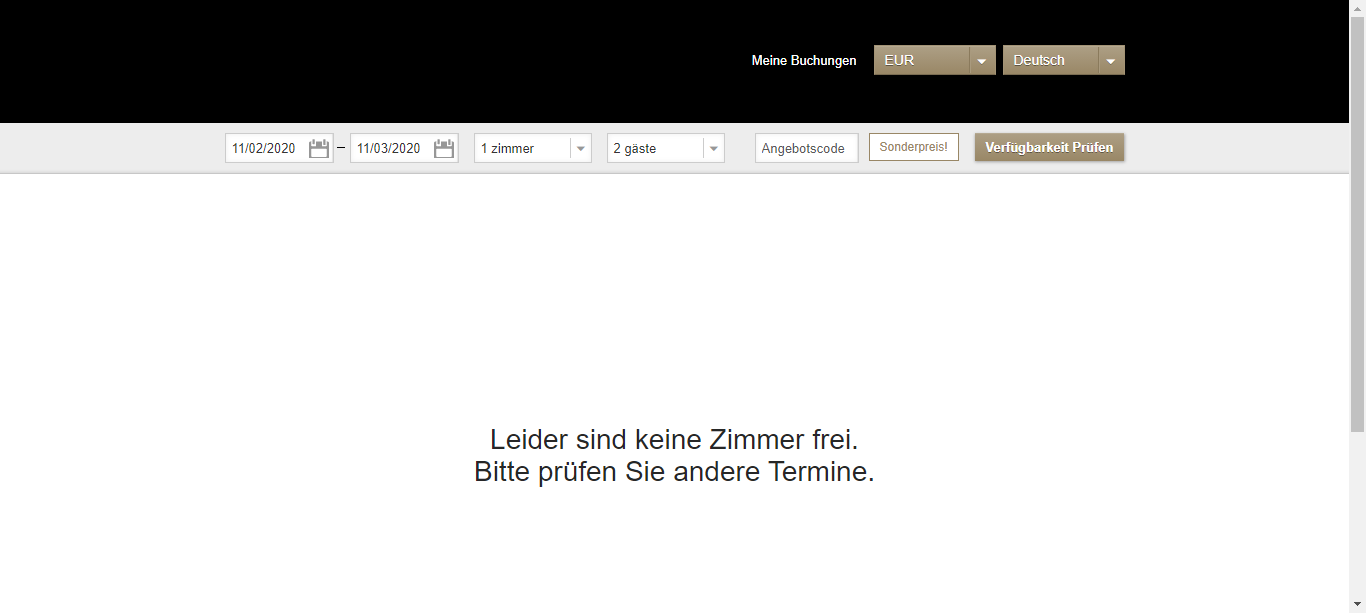 Meine Buchungen EUR Deutsch
11/02/2020 – 11/03/2020 1 zimmer 2 gäste Angebotscode Sonderpreis! Verfügbarkeit Prüfen
Leider sind keine Zimmer frei.
Bitte prüfen Sie andere Termine.